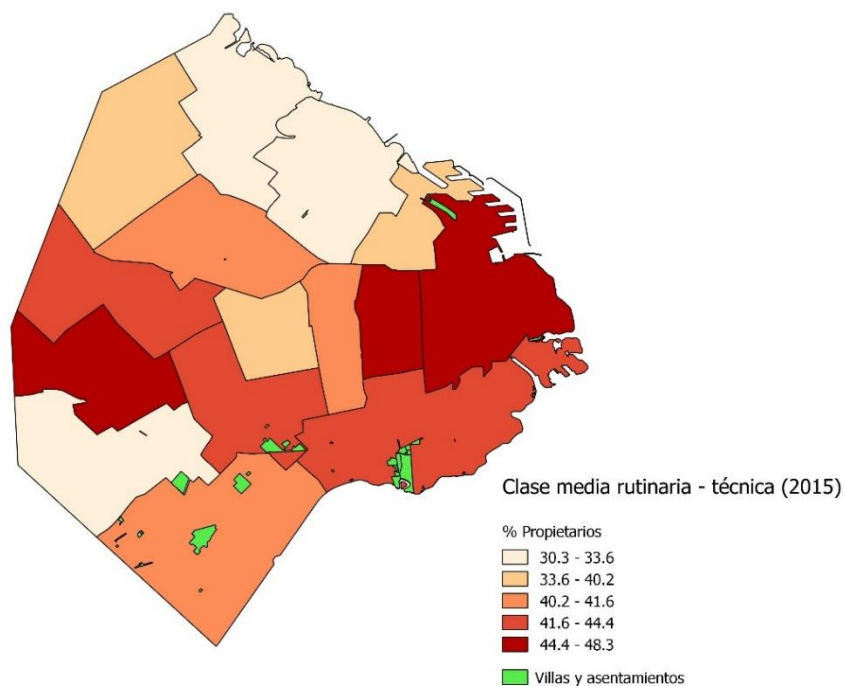 Clase media rutinaria - técnica (2015)
% Propietarios
30.3 - 33.6
33.6 - 40.2
40.2 - 41.6
41.6 - 44.4
44.4 - 48.3
Villas y asentamientos